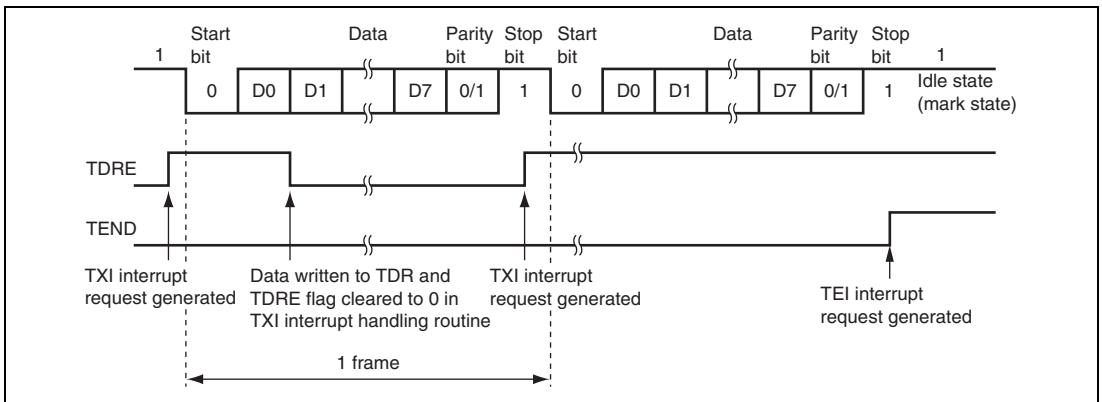 Start Data Parity Stop Start Data Parity Stop
1 bit bit bit bit bit bit 1
0 D0 D1 D7 0/1 1 0 D0 D1 D7 0/1 1 Idle state
(mark state)
TDRE
TEND
TXI interrupt
request generated
Data written to TDR and
TDRE flag cleared to 0 in
TXI interrupt handling routine
TXI interrupt
request generated
TEI interrupt
request generated
1 frame